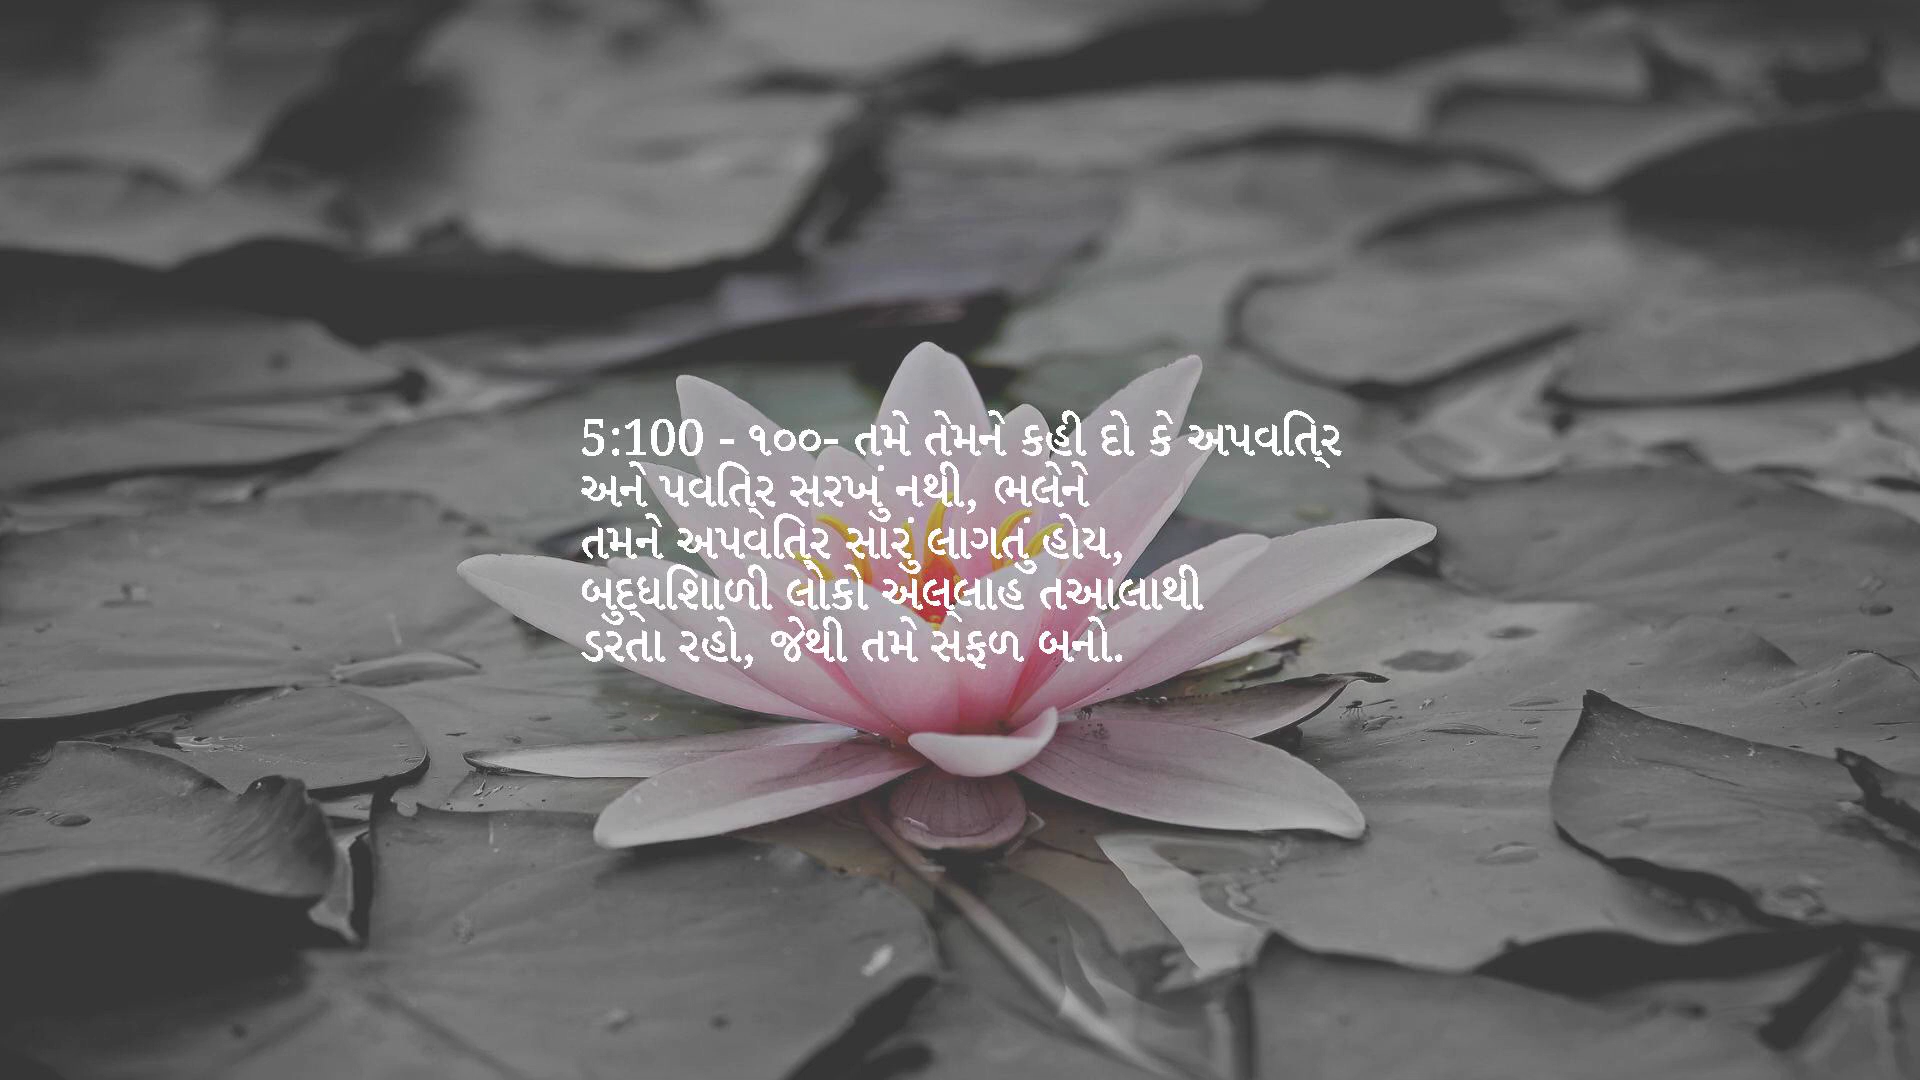 5:100 - ૧૦૦- તમે તેમને કહી દો કે અપવિત્ર
અને પવિત્ર સરખું નથી, ભલેને
તમને અપવિત્ર સારું લાગતું હોય,
બુદ્ધિશાળી લોકો અલ્લાહ તઆલાથી
ડરતા રહો, જેથી તમે સફળ બનો.